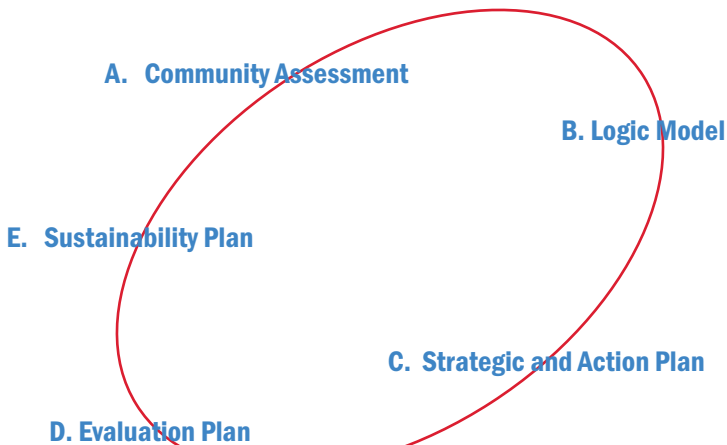 A. Community Assessment
B. Logic Model
E. Sustainability Plan
C. Strategic and Action Plan
D. Evaluation Plan